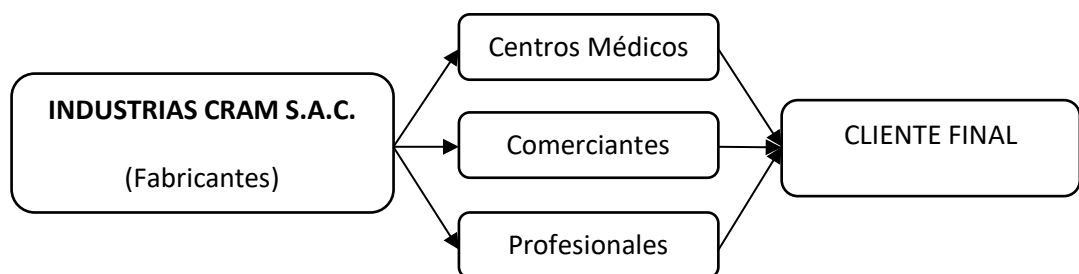 INDUSTRIAS CRAM S.A.C.
(Fabricantes)
Centros Médicos
Comerciantes
Profesionales
CLIENTE FINAL